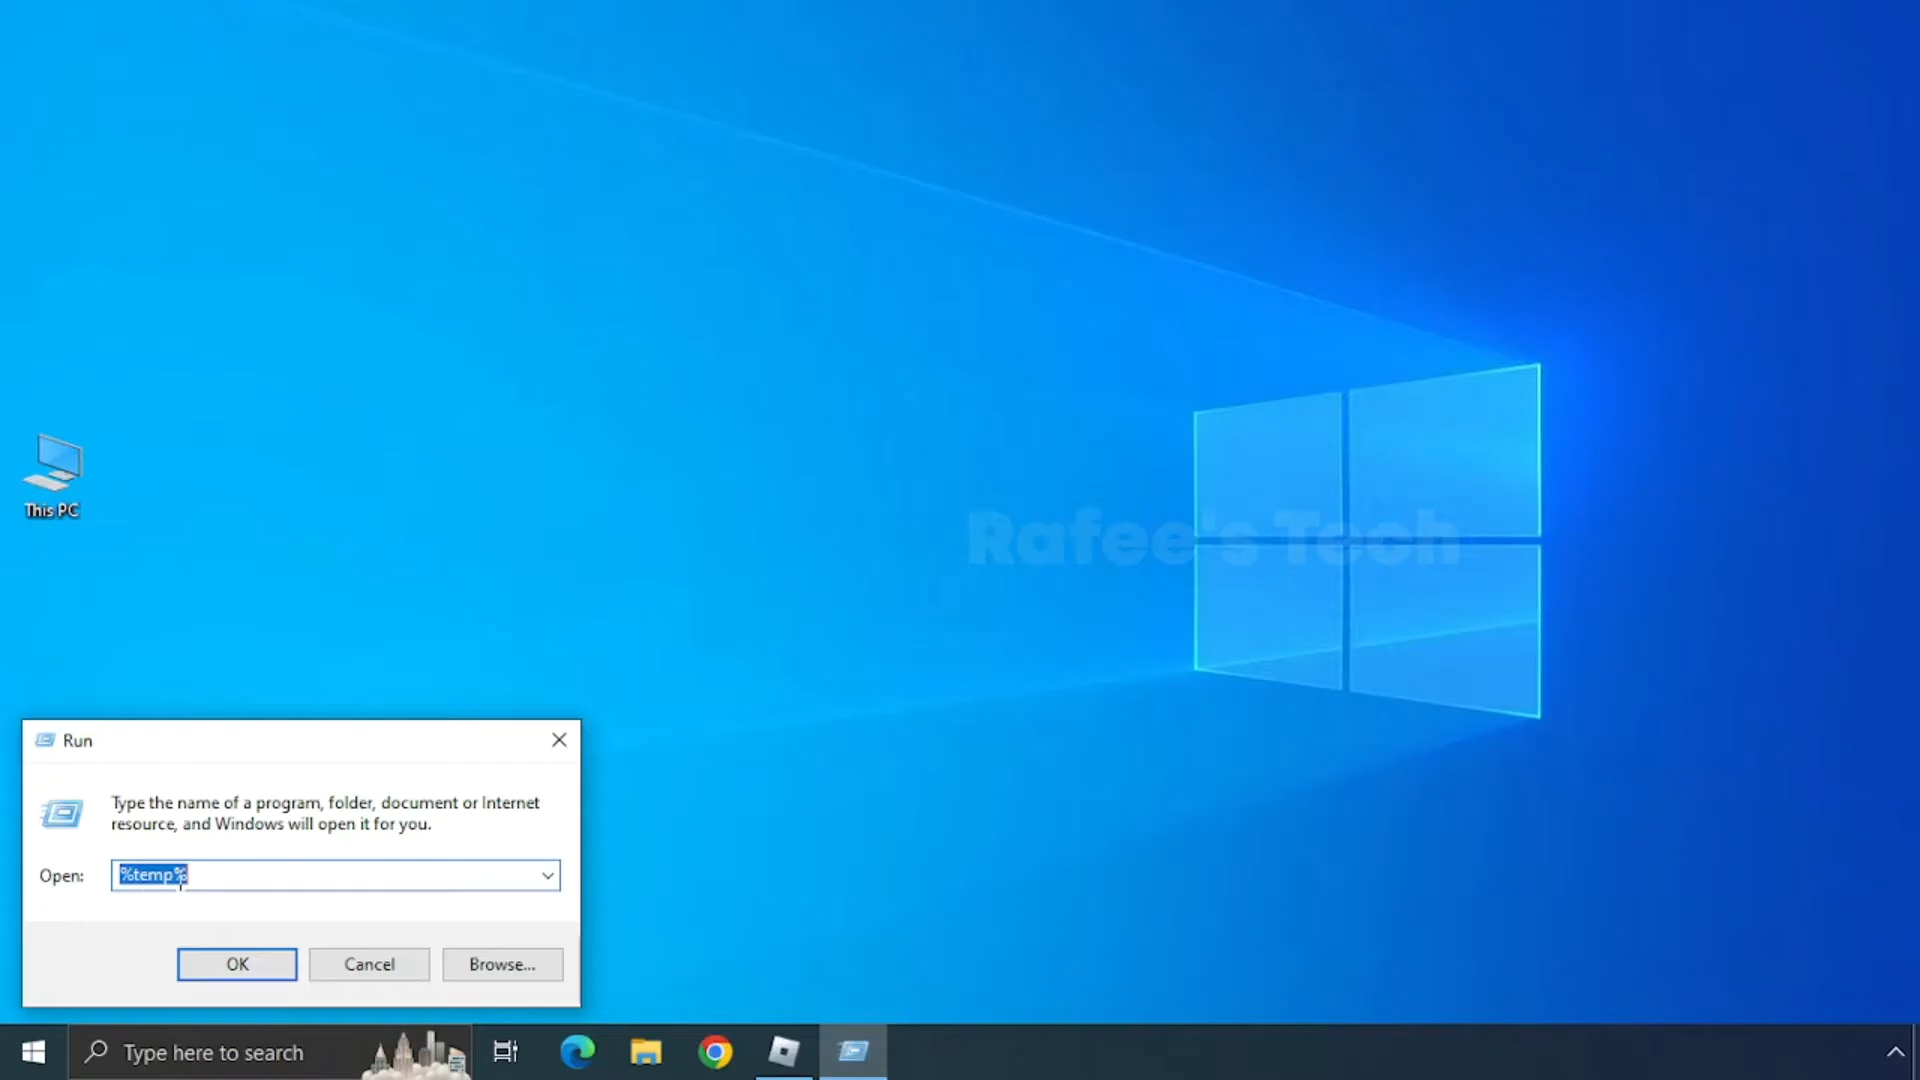 Rafee's Tech
This PC
Run
Type the name of a program, folder, document or Internet
resource, and Windows will open it for you.
Open: %temp%
OK Cancel Browse...
Type here to search